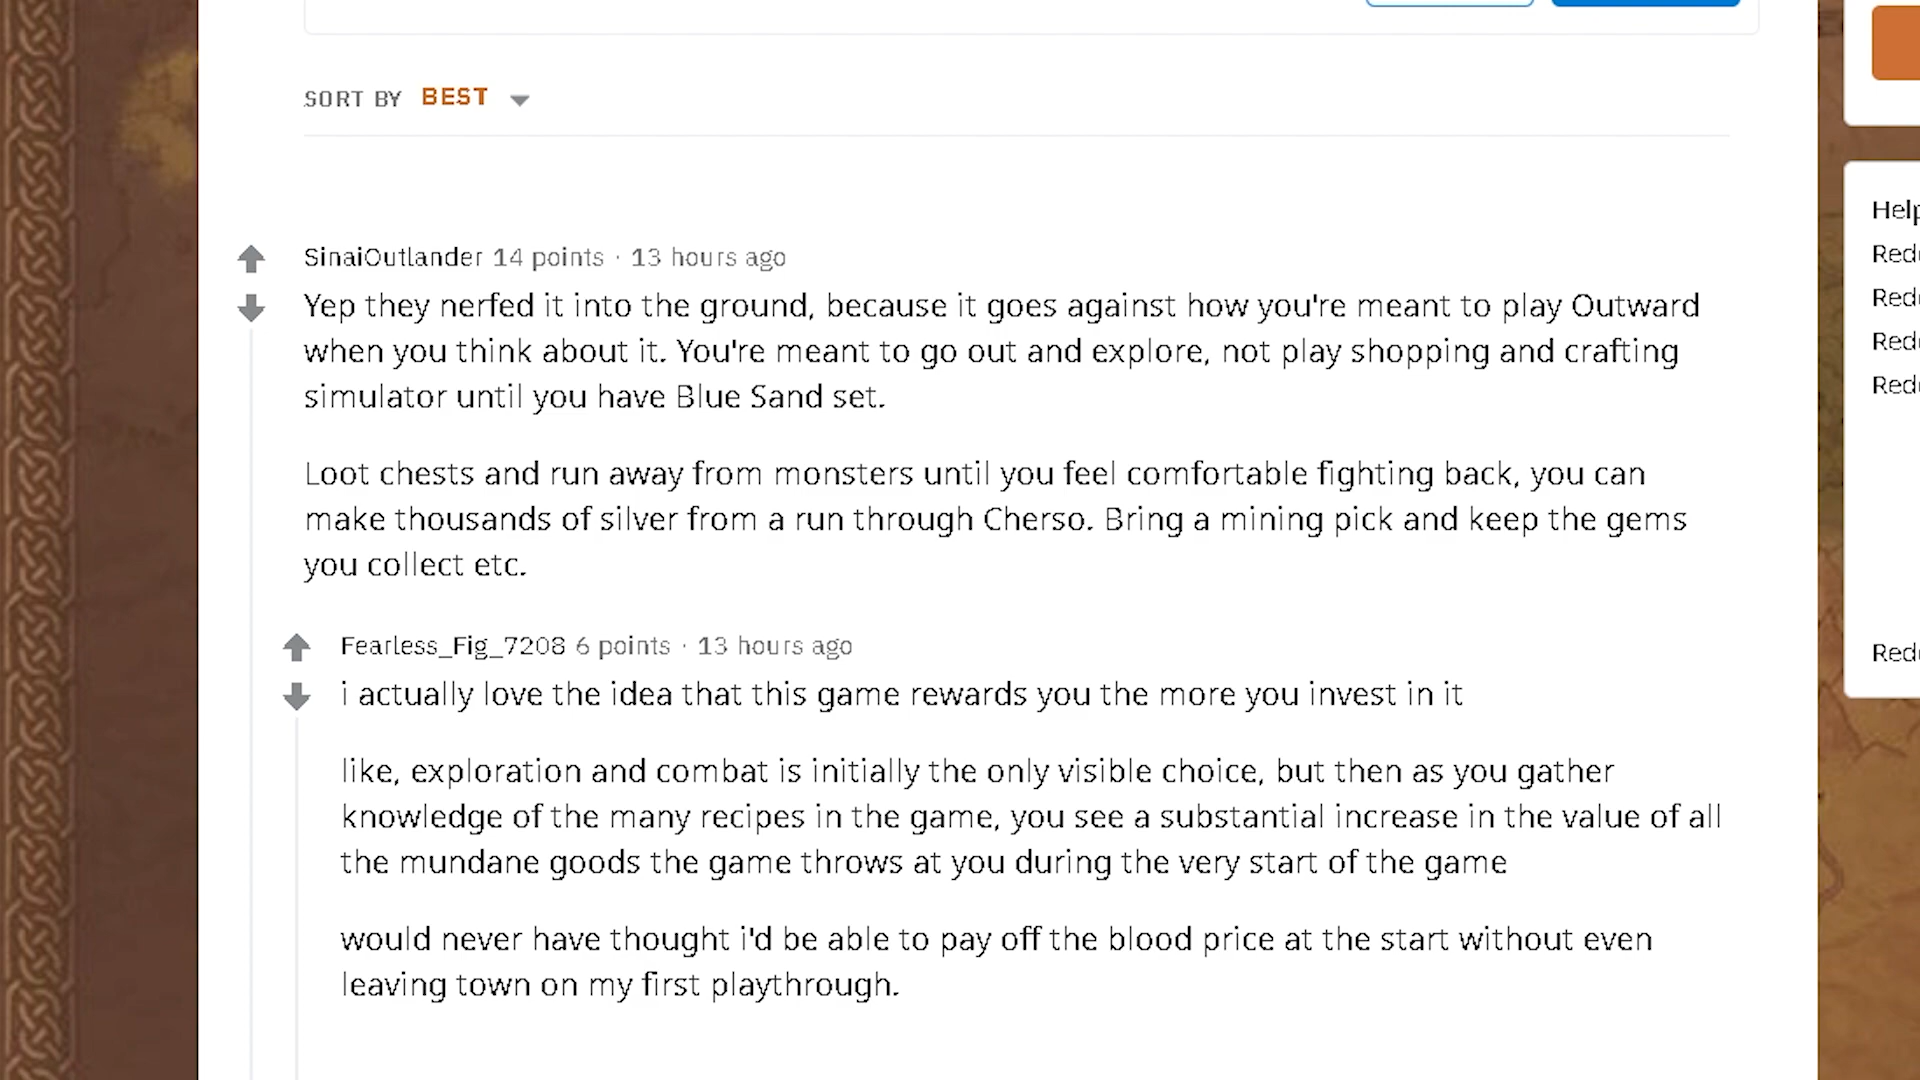 SORT BY BEST
SinaiOutlander 14 points · 13 hours ago
Yep they nerfed it into the ground, because it goes against how you're meant to play Outward
when you think about it. You're meant to go out and explore, not play shopping and crafting
simulator until you have Blue Sand set.
Loot chests and run away from monsters until you feel comfortable fighting back, you can
make thousands of silver from a run through Cherso. Bring a mining pick and keep the gems
you collect etc.
Fearless_Fig_7208 6 points · 13 hours ago
i actually love the idea that this game rewards you the more you invest in it
like, exploration and combat is initially the only visible choice, but then as you gather
knowledge of the many recipes in the game, you see a substantial increase in the value of all
the mundane goods the game throws at you during the very start of the game
would never have thought i'd be able to pay off the blood price at the start without even
leaving town on my first playthrough.
Help